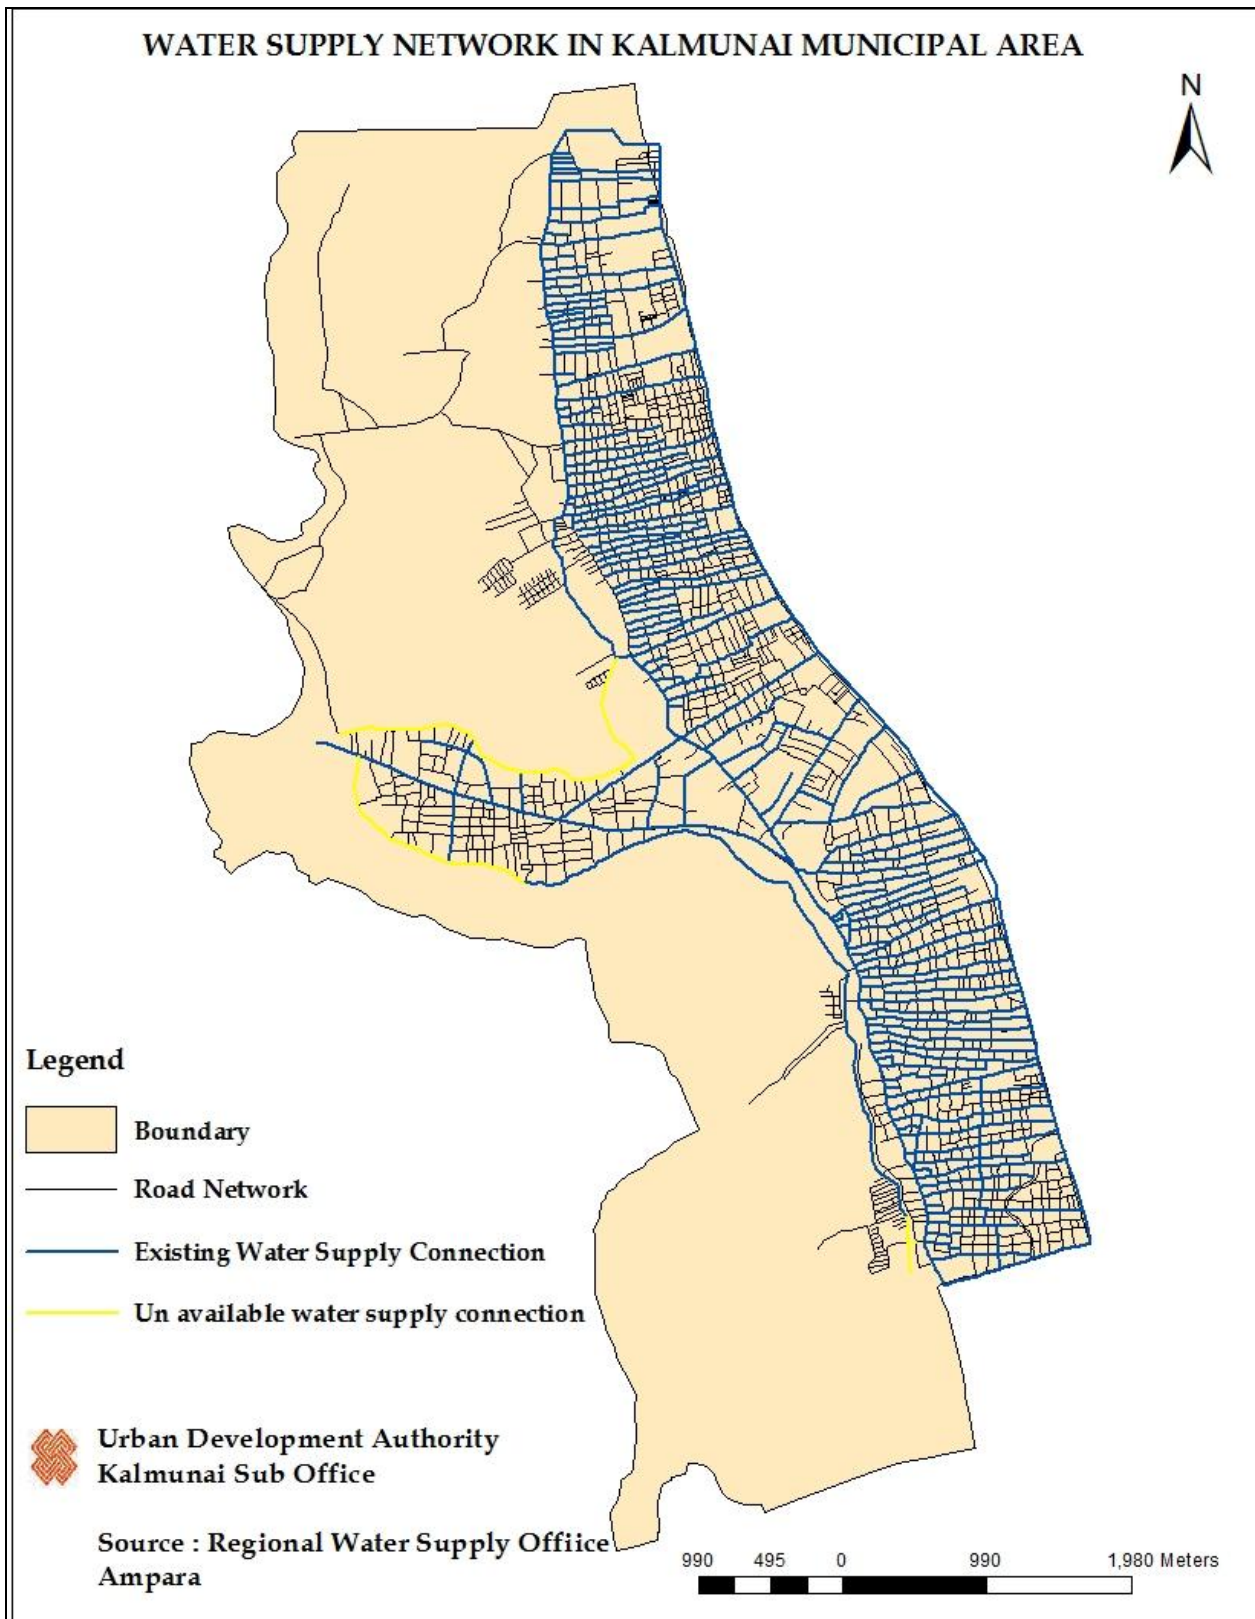 WATER SUPPLY NETWORK IN KALMUNAI MUNICIPAL AREA
N
Legend
Boundary
Road Network
Existing Water Supply Connection
Un available water supply connection
Urban Development Authority
Kalmunai Sub Office
Source : Regional Water Supply Offiice
Ampara
990 495 0 990 1,980 Meters